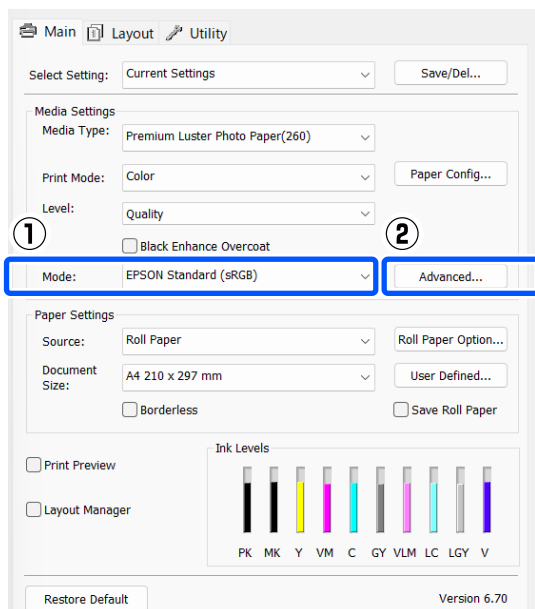 Main Layout Utility
Select Setting: Current Settings Save/Del...
Media Settings
Media Type: Premium Luster Photo Paper(260)
Print Mode: Color Paper Config...
Level: Quality
1 2
Black Enhance Overcoat
Mode: EPSON Standard (sRGB) Advanced...
Paper Settings
Source: Roll Paper Roll Paper Option...
Document
Size: A4 210 x 297 mm User Defined...
Borderless Save Roll Paper
Ink Levels
Print Preview
Layout Manager
PK MK Y VM C GY VLM LC LGY V
Restore Default Version 6.70